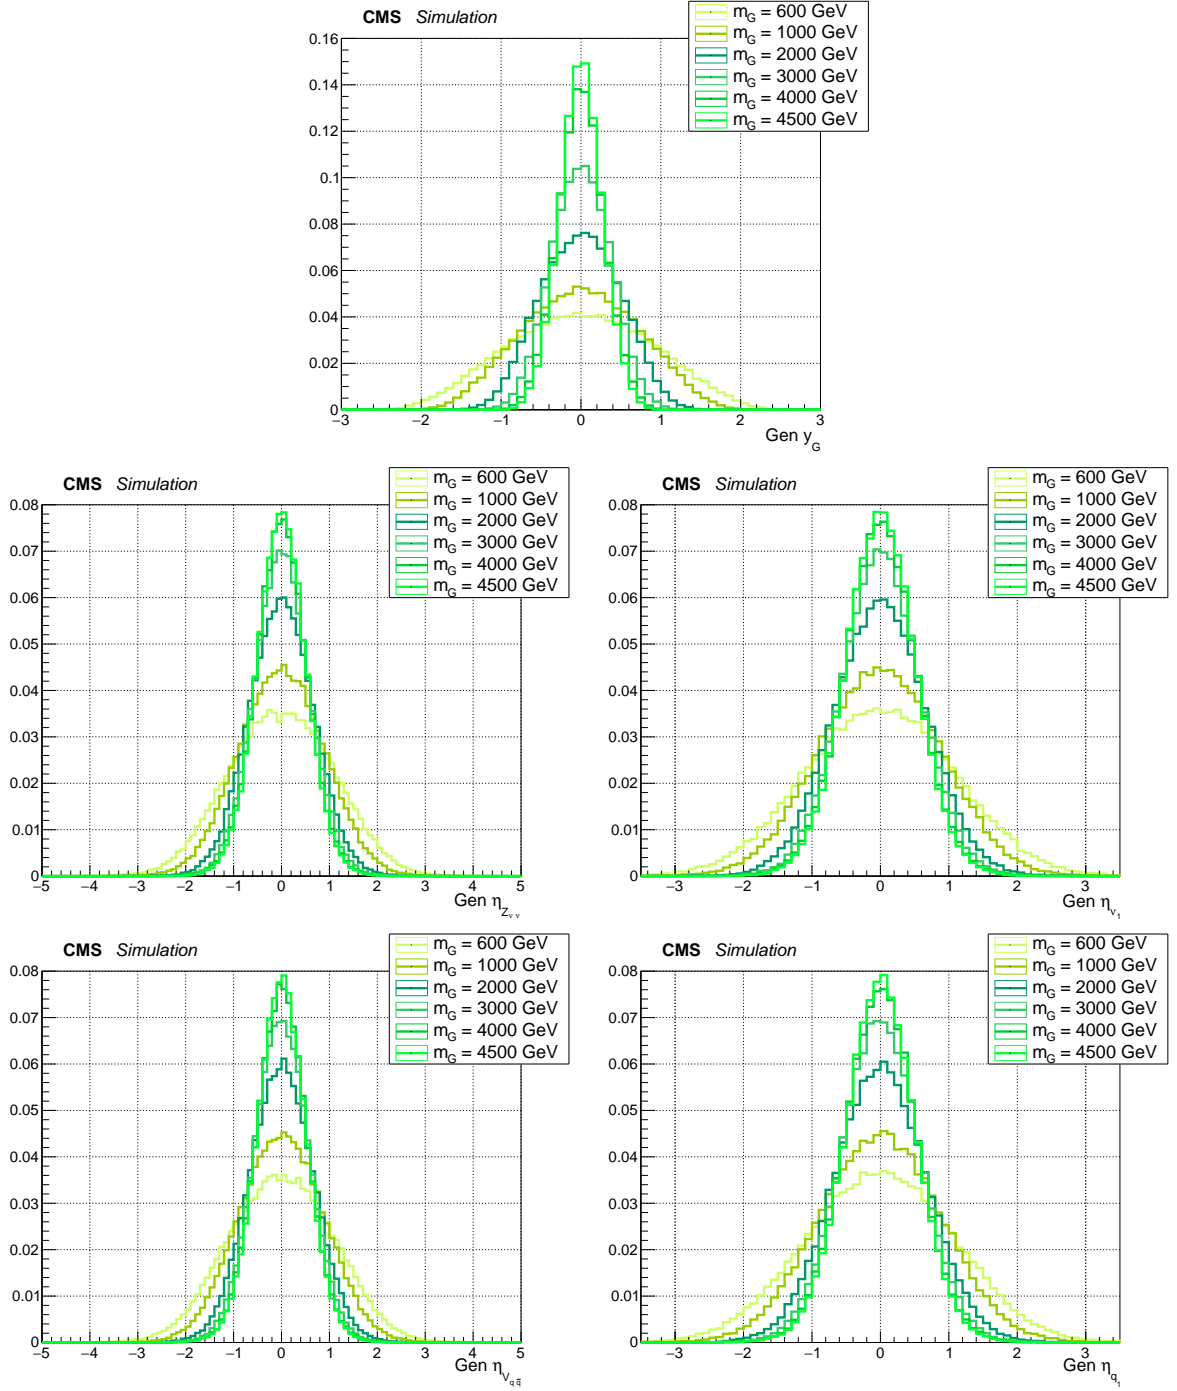 CMS Simulation
m_G = 600 GeV
m_G = 1000 GeV
m_G = 2000 GeV
m_G = 3000 GeV
m_G = 4000 GeV
m_G = 4500 GeV
0.16
0.14
0.12
0.1
0.08
0.06
0.04
0.02
0
−3 −2 −1 0 1 2 3
Gen y_G
CMS Simulation
m_G = 600 GeV
m_G = 1000 GeV
m_G = 2000 GeV
m_G = 3000 GeV
m_G = 4000 GeV
m_G = 4500 GeV
0.08
0.07
0.06
0.05
0.04
0.03
0.02
0.01
0
−5 −4 −3 −2 −1 0 1 2 3 4 5
Gen η_Z_ν ν
CMS Simulation
m_G = 600 GeV
m_G = 1000 GeV
m_G = 2000 GeV
m_G = 3000 GeV
m_G = 4000 GeV
m_G = 4500 GeV
0.08
0.07
0.06
0.05
0.04
0.03
0.02
0.01
0
−3 −2 −1 0 1 2 3
Gen η_ν_1
CMS Simulation
m_G = 600 GeV
m_G = 1000 GeV
m_G = 2000 GeV
m_G = 3000 GeV
m_G = 4000 GeV
m_G = 4500 GeV
0.08
0.07
0.06
0.05
0.04
0.03
0.02
0.01
0
−5 −4 −3 −2 −1 0 1 2 3 4 5
Gen η_V_q q̄
CMS Simulation
m_G = 600 GeV
m_G = 1000 GeV
m_G = 2000 GeV
m_G = 3000 GeV
m_G = 4000 GeV
m_G = 4500 GeV
0.08
0.07
0.06
0.05
0.04
0.03
0.02
0.01
0
−3 −2 −1 0 1 2 3
Gen η_q_1